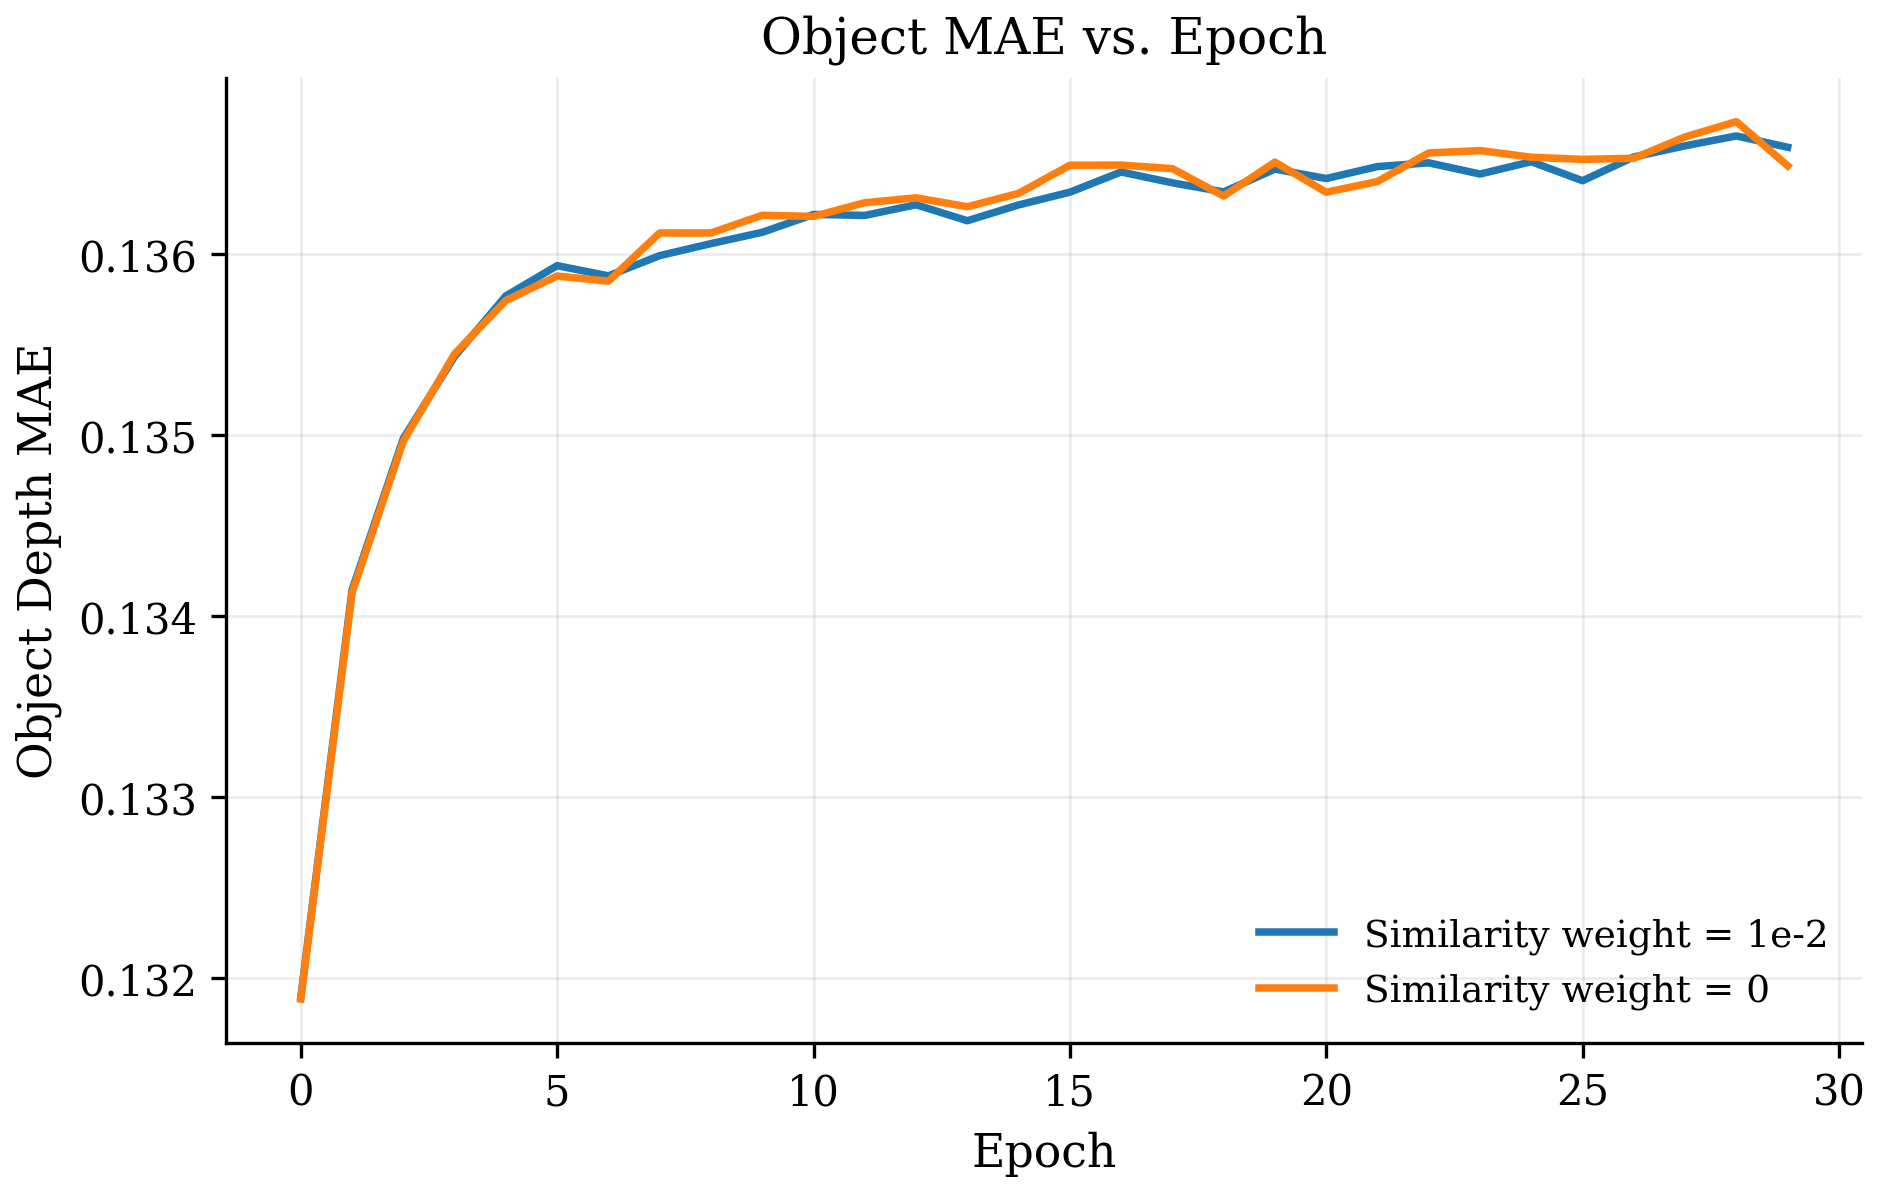 Object MAE vs. Epoch
Object Depth MAE
0.136
0.135
0.134
0.133
0.132
Similarity weight = 1e-2
Similarity weight = 0
0 5 10 15 20 25 30
Epoch